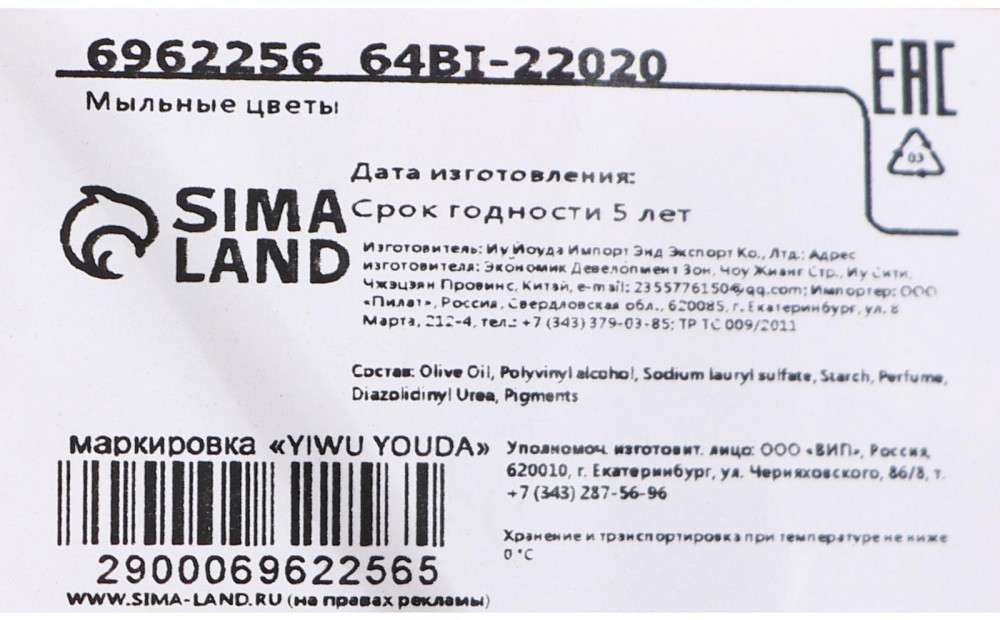 6962256 64BI-22020
Мыльные цветы
EAC
03
SIMA
LAND
Дата изготовления:
Срок годности 5 лет
Изготовитель: Иу Йоуда Импорт Энд Экспорт Ко., Лтд.; Адрес
изготовителя: Экономик Девелопмент Зон, Чоу Жианг Стр., Иу Сити,
Чжэцзян Провинс, Китай, e-mail: 2355776150@qq.com; Импортер: ООО
«Пилат», Россия, Свердловская обл., 620085, г. Екатеринбург, ул. 8
Марта, 212-4, тел.: +7 (343) 379-03-85; ТР ТС 009/2011
Состав: Olive Oil, Polyvinyl alcohol, Sodium lauryl sulfate, Starch, Perfume,
Diazolidinyl Urea, Pigments
маркировка «YIWU YOUDA»
2900069622565
WWW.SIMA-LAND.RU (на правах рекламы)
Уполномоч. изготовит. лицо: ООО «ВИП», Россия,
620010, г. Екатеринбург, ул. Черняховского, 86/8, т.
+7 (343) 287-56-96
Хранение и транспортировка при температуре не ниже
0 °C